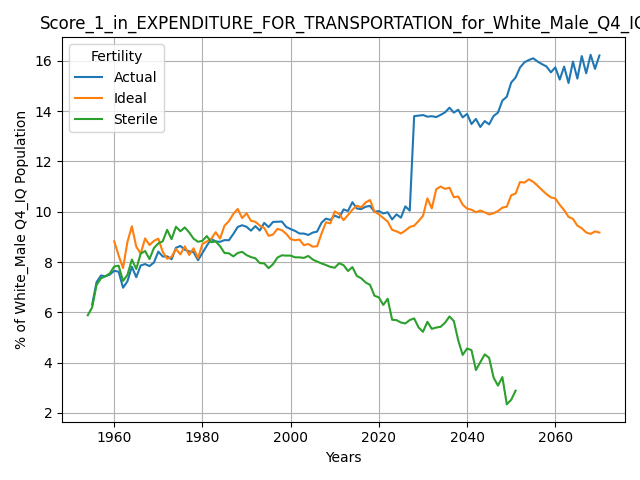 Score_1_in_EXPENDITURE_FOR_TRANSPORTATION_for_White_Male_Q4_IQ
Fertility
Actual
Ideal
Sterile
% of White_Male Q4_IQ Population
16
14
12
10
8
6
4
2
1960 1980 2000 2020 2040 2060
Years